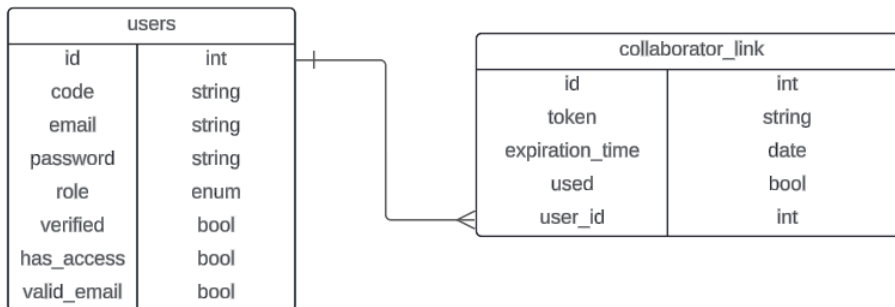 users
id int
code string
email string
password string
role enum
verified bool
has_access bool
valid_email bool
collaborator_link
id int
token string
expiration_time date
used bool
user_id int